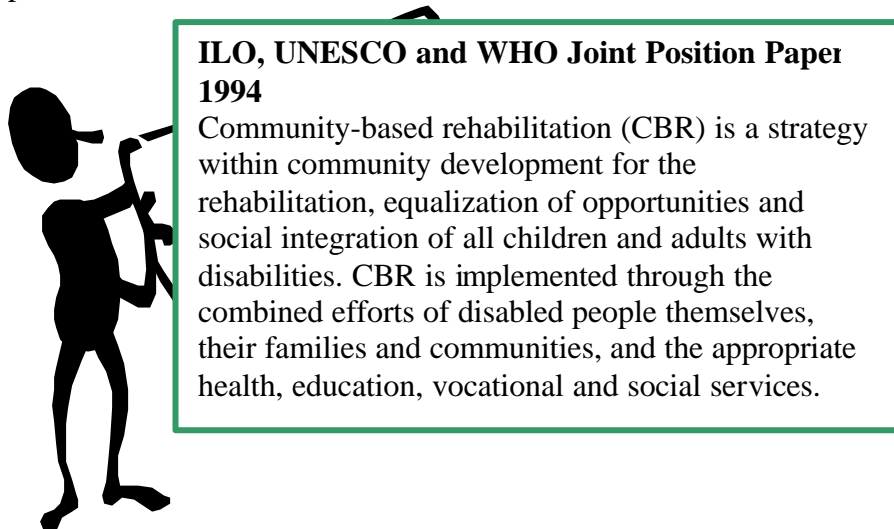 ILO, UNESCO and WHO Joint Position Paper
1994
Community-based rehabilitation (CBR) is a strategy
within community development for the
rehabilitation, equalization of opportunities and
social integration of all children and adults with
disabilities. CBR is implemented through the
combined efforts of disabled people themselves,
their families and communities, and the appropriate
health, education, vocational and social services.